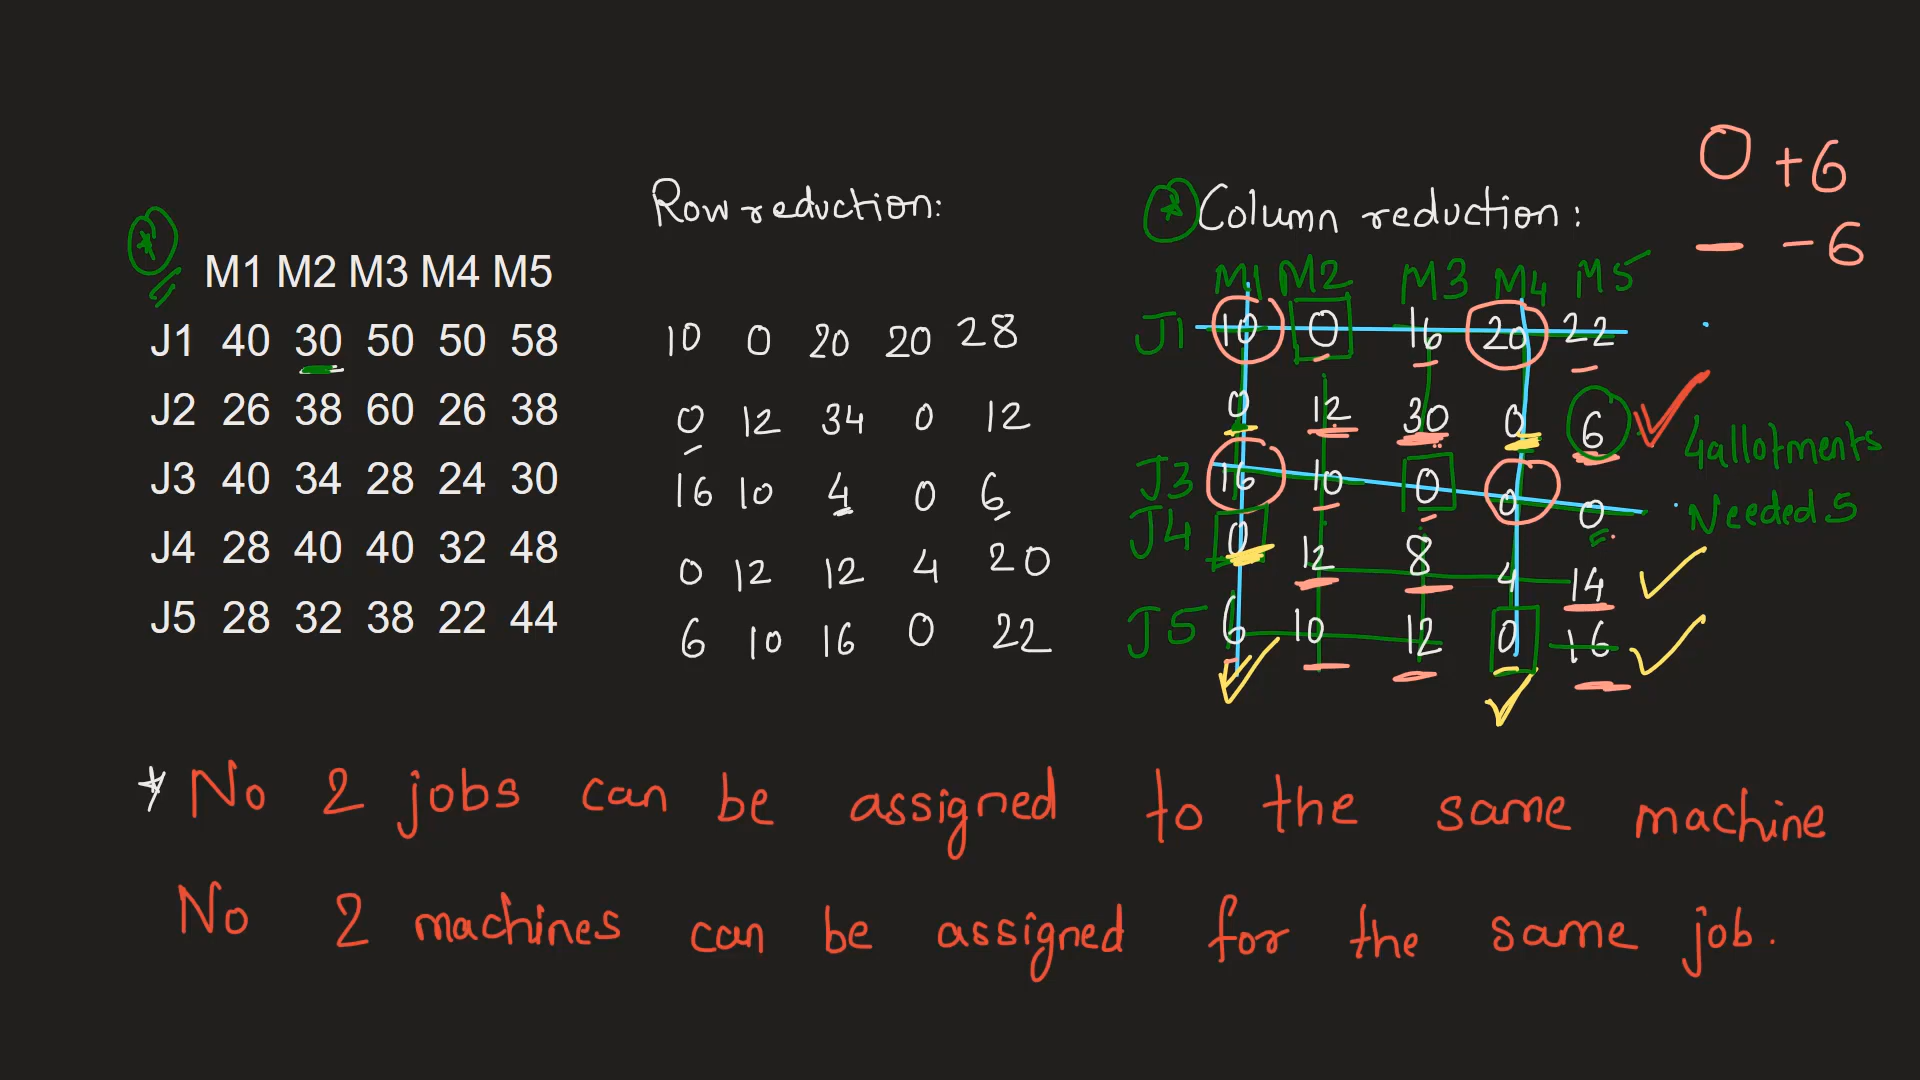 0 +6
- -6
Row reduction:
* Column reduction:
*
M1 M2 M3 M4 M5
J1 40 30 50 50 58
J2 26 38 60 26 38
J3 40 34 28 24 30
J4 28 40 40 32 48
J5 28 32 38 22 44
10 0 20 20 28
0 12 34 0 12
16 10 4 0 6
0 12 12 4 20
6 10 16 0 22
M1 M2 M3 M4 M5
J1 10 0 16 20 22
0 12 30 0 6
J3 16 10 0 0 0
J4 0 12 8 4 14
J5 6 10 12 0 16
4 allotments
Needed 5
* No 2 jobs can be assigned to the same machine
No 2 machines can be assigned for the same job.